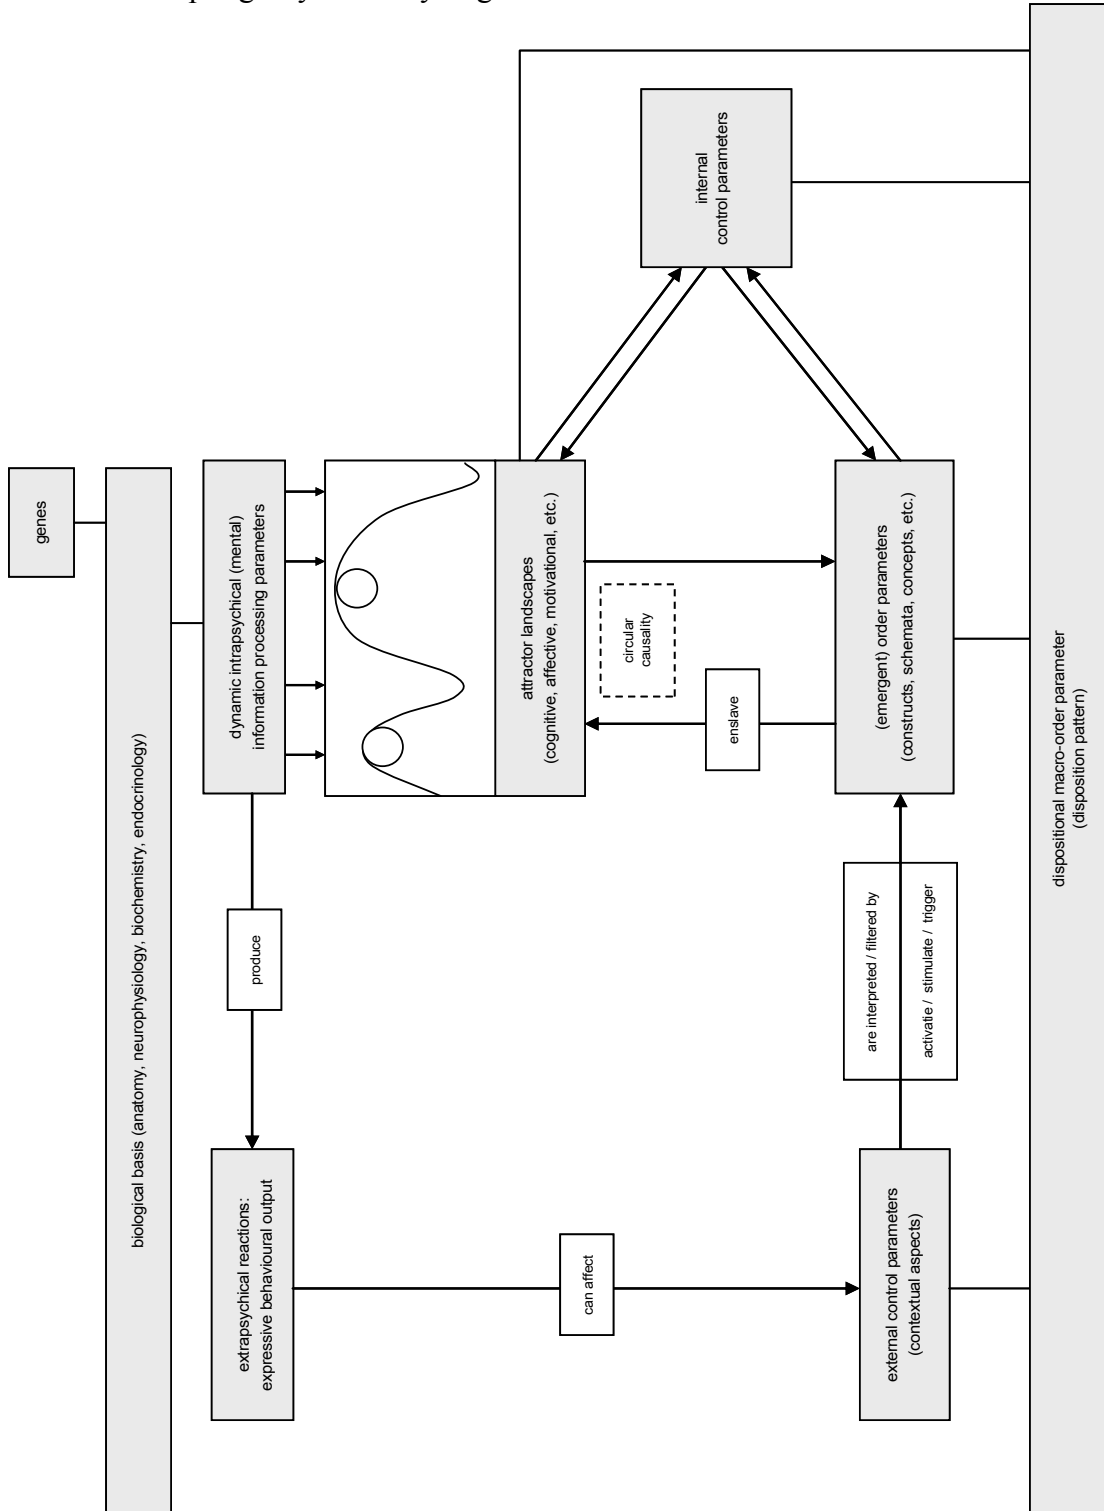 genes
biological basis (anatomy, neurophysiology, biochemistry, endocrinology)
dynamic intrapsychical (mental)
information processing parameters
produce
extrapsychical reactions:
expressive behavioural output
attractor landscapes
(cognitive, affective, motivational, etc.)
internal
control parameters
circular
causality
enslave
can affect
(emergent) order parameters
(constructs, schemata, concepts, etc.)
are interpreted / filtered by
activatie / stimulate / trigger
external control parameters
(contextual aspects)
dispositional macro-order parameter
(disposition pattern)